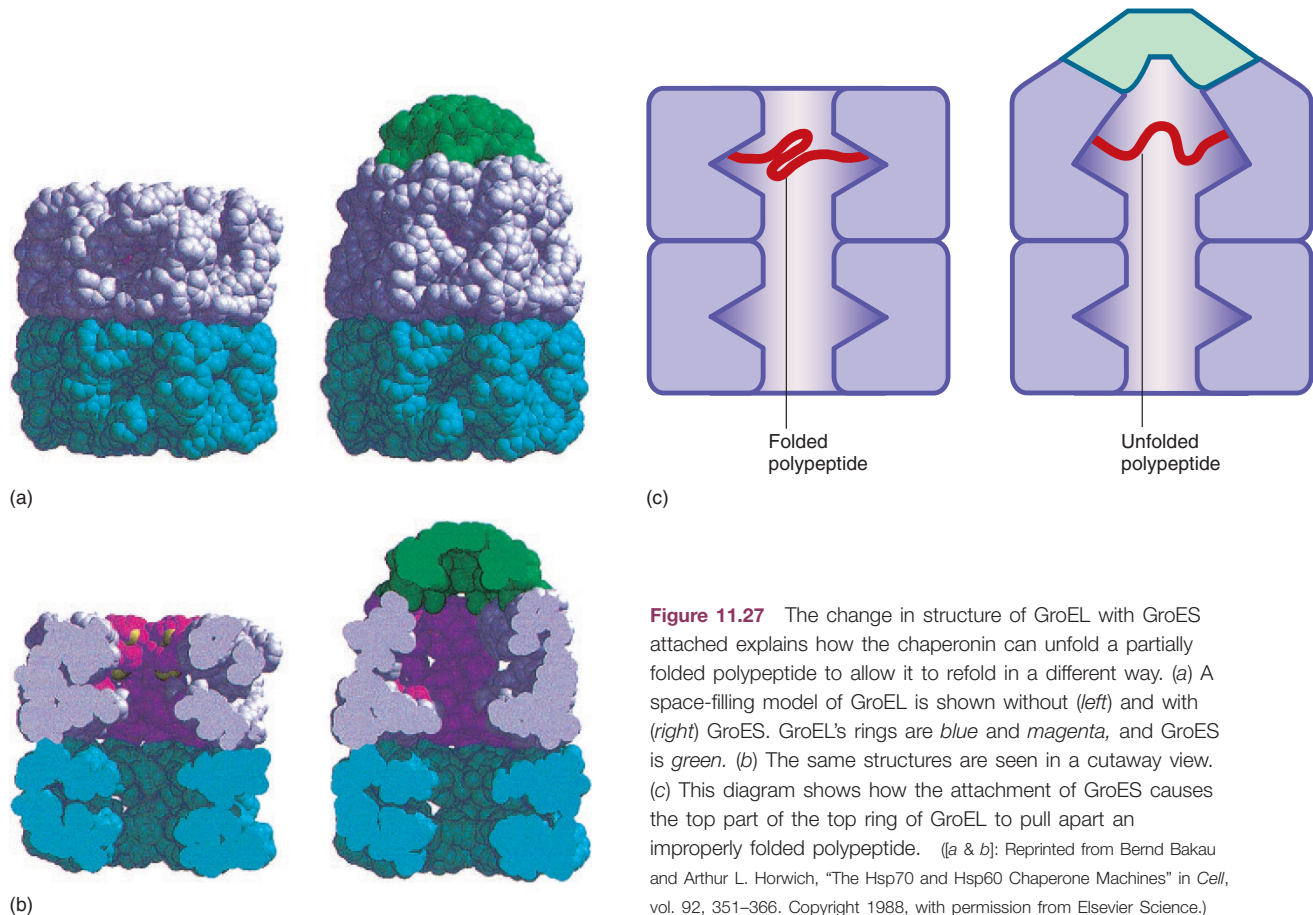 (a)
(b)
Folded
polypeptide
Unfolded
polypeptide
(c)
Figure 11.27 The change in structure of GroEL with GroES
attached explains how the chaperonin can unfold a partially
folded polypeptide to allow it to refold in a different way. (a) A
space-filling model of GroEL is shown without (left) and with
(right) GroES. GroEL's rings are blue and magenta, and GroES
is green. (b) The same structures are seen in a cutaway view.
(c) This diagram shows how the attachment of GroES causes
the top part of the top ring of GroEL to pull apart an
improperly folded polypeptide. ([a & b]: Reprinted from Bernd Bakau
and Arthur L. Horwich, "The Hsp70 and Hsp60 Chaperone Machines" in Cell,
vol. 92, 351–366. Copyright 1988, with permission from Elsevier Science.)